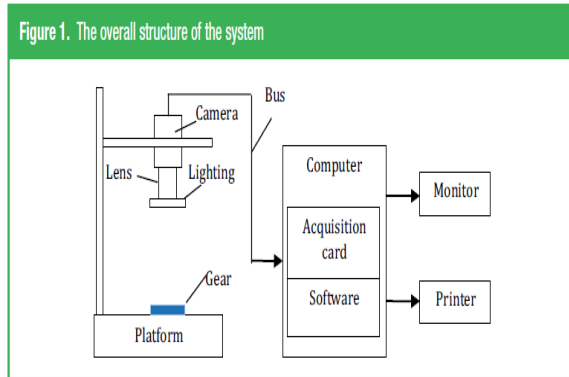 Figure 1. The overall structure of the system
Bus
Camera
Lens
Lighting
Computer
Monitor
Acquisition
card
Gear
Software
Printer
Platform